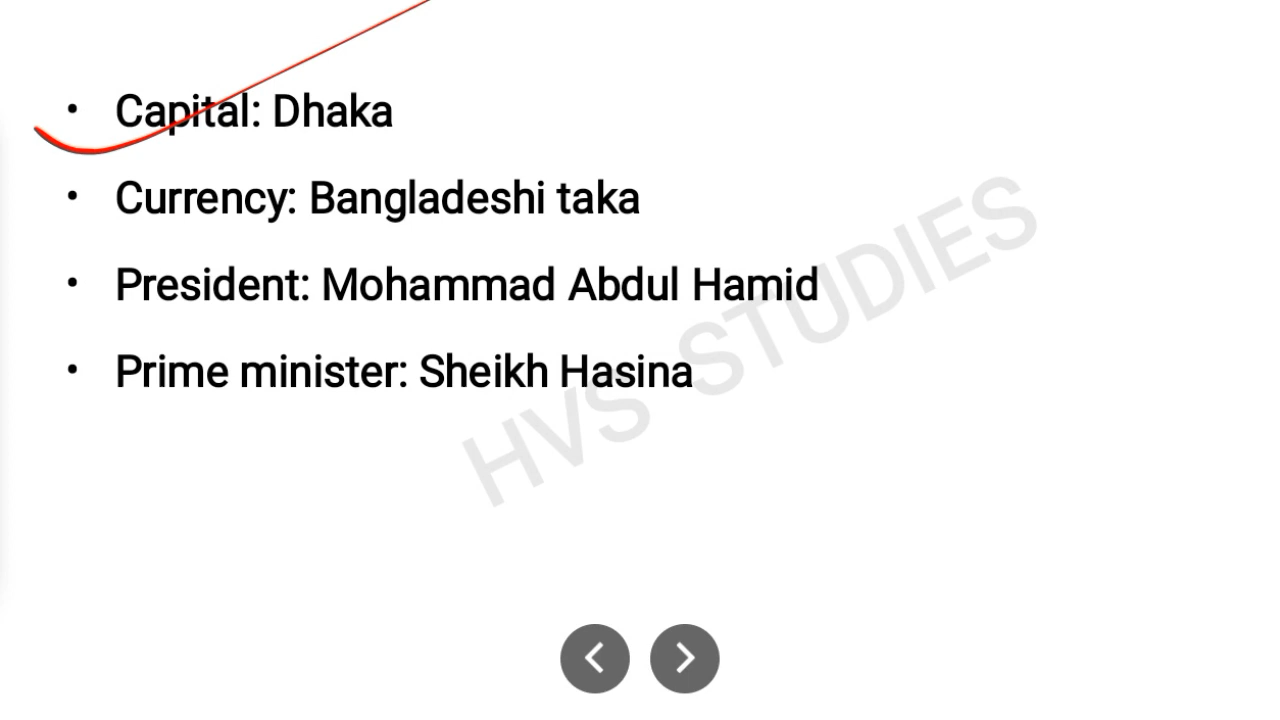 • Capital: Dhaka
• Currency: Bangladeshi taka
• President: Mohammad Abdul Hamid
• Prime minister: Sheikh Hasina
HVS STUDIES